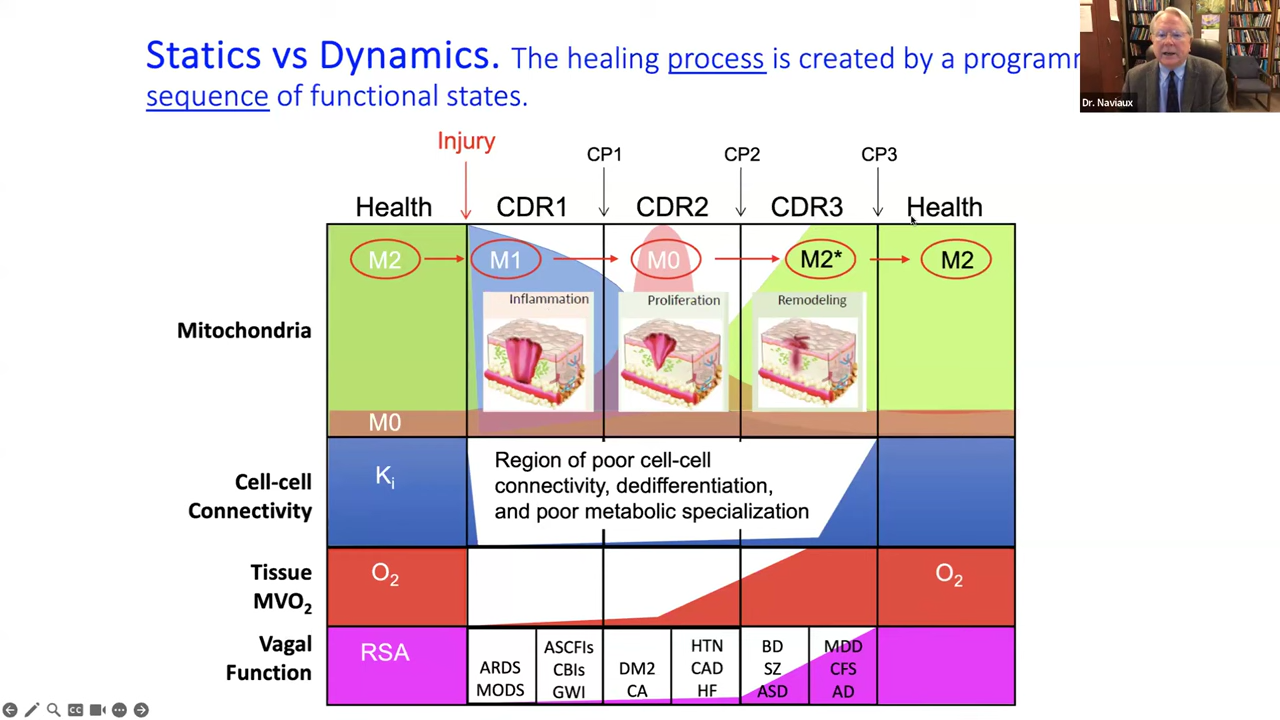 Statics vs Dynamics. The healing process is created by a programm
sequence of functional states.
Dr. Naviaux
Injury
CP1
CP2
CP3
Health
CDR1
CDR2
CDR3
Health
M2
M1
M0
M2*
M2
Inflammation
Proliferation
Remodeling
Mitochondria
M0
Cell-cell
Connectivity
Ki
Region of poor cell-cell
connectivity, dedifferentiation,
and poor metabolic specialization
Tissue
MVO2
O2
O2
Vagal
Function
RSA
ARDS
MODS
ASCFIs
CBIs
GWI
DM2
CA
HTN
CAD
HF
BD
SZ
ASD
MDD
CFS
AD
CC